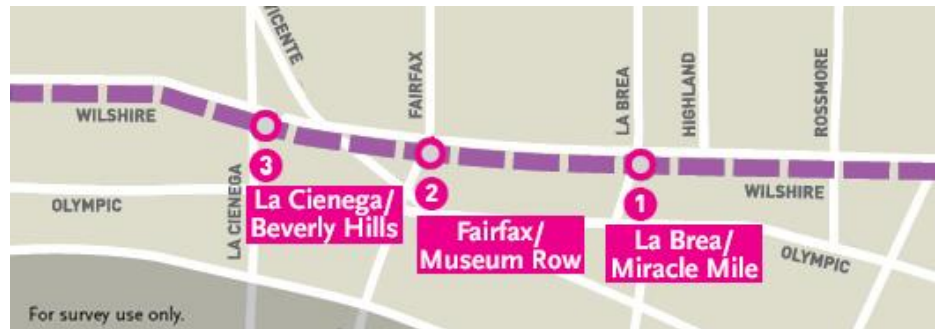 VICENTE
FAIRFAX
LA BREA
HIGHLAND
ROSSMORE
WILSHIRE
3
2
1
WILSHIRE
OLYMPIC
LA CIENEGA
La Cienega/
Beverly Hills
Fairfax/
Museum Row
La Brea/
Miracle Mile
OLYMPIC
For survey use only.